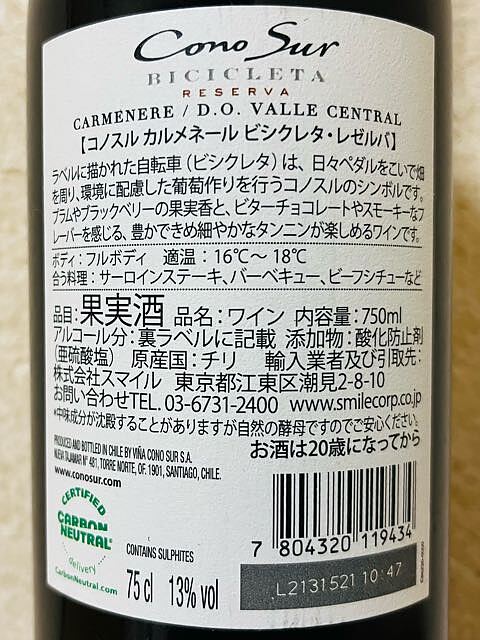 Cono Sur
BICICLETA
RESERVA
CARMENERE / D.O. VALLE CENTRAL
【コノスル カルメネール ビシクレタ・レゼルバ】
ラベルに描かれた自転車（ビシクレタ）は、日々ペダルをこいで畑
を周り、環境に配慮した葡萄作りを行うコノスルのシンボルです。
プラムやブラックベリーの果実香と、ビターチョコレートやスモーキーなフ
レーバーを感じる、豊かできめ細やかなタンニンが楽しめるワインです。
ボディ：フルボディ 適温：16℃〜18℃
合う料理：サーロインステーキ、バーベキュー、ビーフシチューなど
品目：果実酒 品名：ワイン 内容量：750ml
アルコール分：裏ラベルに記載 添加物：酸化防止剤
（亜硫酸塩） 原産国：チリ 輸入業者及び引取先：
株式会社スマイル 東京都江東区潮見2-8-10
お問い合わせTEL. 03-6731-2400 www.smilecorp.co.jp
*中味成分が沈殿することがありますが自然の酵母ですのでご安心ください。
お酒は20歳になってから
PRODUCED AND BOTTLED IN CHILE BY VIÑA CONO SUR S.A.
NUEVA TAJAMAR Nº 481, TORRE NORTE, OF. 1901, SANTIAGO, CHILE.
www.conosur.com
CERTIFIED
CARBON
NEUTRAL®
delivery
CarbonNeutral.com
CONTAINS SULPHITES
75 cl 13% vol
7 804320 119434
L2131521 10:47